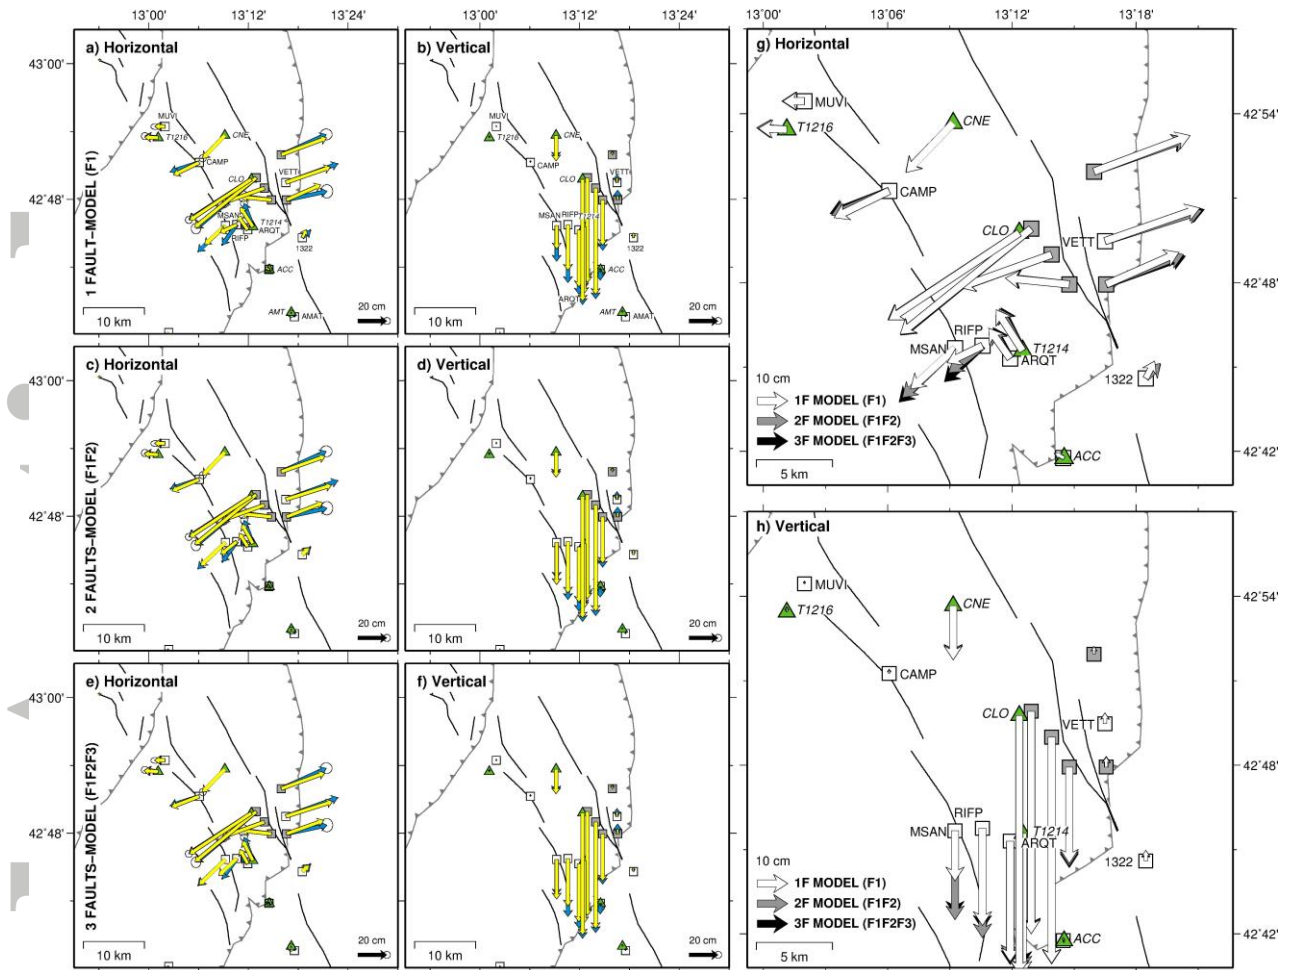 13˚00' 13˚12' 13˚24' 13˚00' 13˚12' 13˚24'
a) Horizontal
b) Vertical
43˚00'
42˚48'
1 FAULT–MODEL (F1)
MUVI
T1216
CNE
CAMP
CLO
VETT
MSAN
T1214
ARQT
RIFP
1322
ACC
AMT
AMAT
10 km
20 cm
MUVI
T1216
CNE
CAMP
CLO
VETT
MSAN
RIFP
T1214
1322
ACC
ARQT
AMT
AMAT
10 km
20 cm
c) Horizontal
d) Vertical
43˚00'
42˚48'
2 FAULTS–MODEL (F1F2)
10 km
20 cm
10 km
20 cm
e) Horizontal
f) Vertical
43˚00'
42˚48'
3 FAULTS–MODEL (F1F2F3)
10 km
20 cm
10 km
20 cm
13˚00' 13˚06' 13˚12' 13˚18'
g) Horizontal
42˚54'
42˚48'
42˚42'
MUVI
T1216
CNE
CAMP
CLO
VETT
RIFP
MSAN
T1214
ARQT
1322
ACC
10 cm
1F MODEL (F1)
2F MODEL (F1F2)
3F MODEL (F1F2F3)
5 km
h) Vertical
42˚54'
42˚48'
42˚42'
MUVI
T1216
CNE
CAMP
CLO
VETT
RIFP
MSAN
T1214
ARQT
1322
ACC
10 cm
1F MODEL (F1)
2F MODEL (F1F2)
3F MODEL (F1F2F3)
5 km